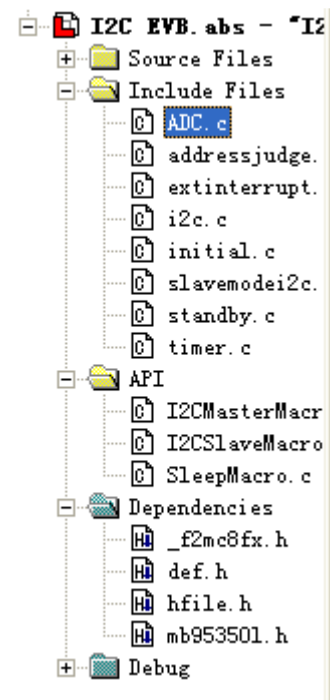 I2C EVB.abs - "I2
Source Files
Include Files
ADC.c
addressjudge.
extinterrupt.
i2c.c
initial.c
slavemodei2c.
standby.c
timer.c
API
I2CMasterMacr
I2CSlaveMacro
SleepMacro.c
Dependencies
_f2mc8fx.h
def.h
hfile.h
mb95350l.h
Debug